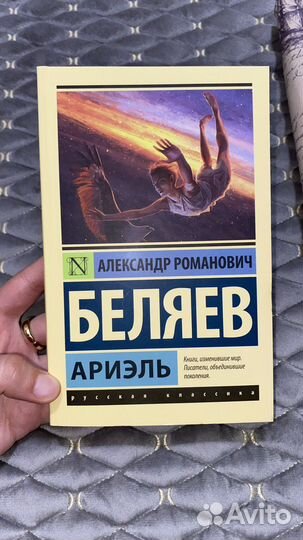 N
АЛЕКСАНДР РОМАНОВИЧ
БЕЛЯЕВ
АРИЭЛЬ
Книги, изменившие мир.
Писатели, объединившие
поколения.
русская классика
Avito